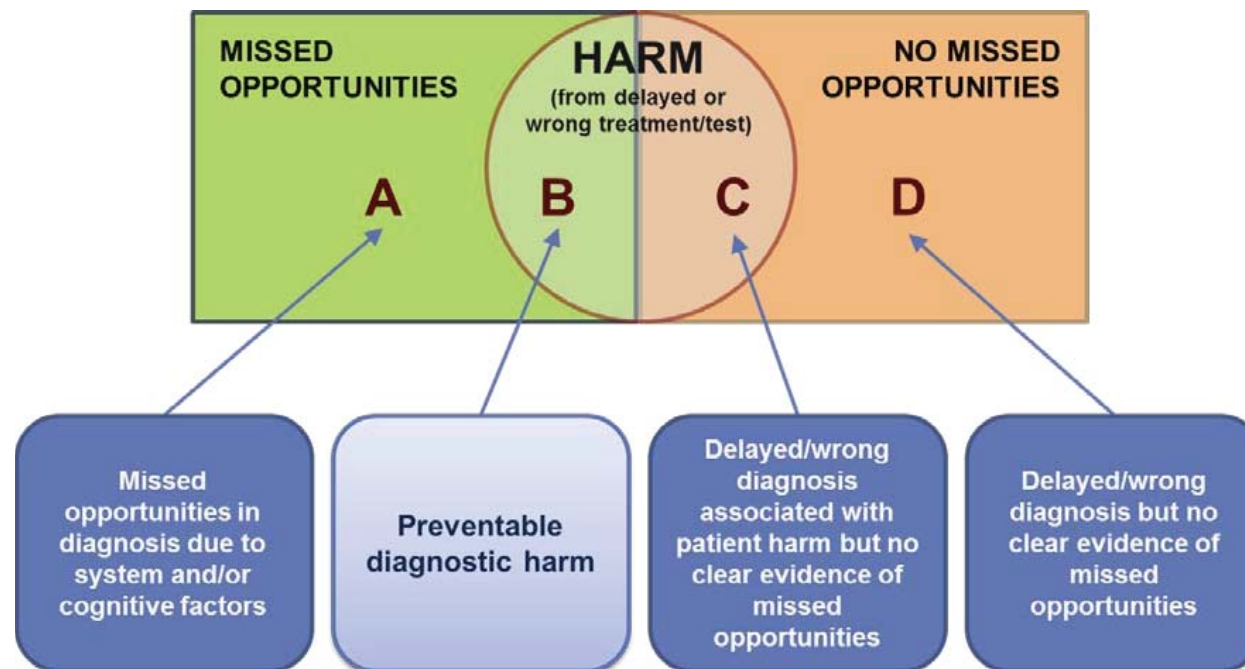 MISSED
OPPORTUNITIES
HARM
(from delayed or
wrong treatment/test)
NO MISSED
OPPORTUNITIES
A
B
C
D
Missed
opportunities in
diagnosis due to
system and/or
cognitive factors
Preventable
diagnostic harm
Delayed/wrong
diagnosis
associated with
patient harm but no
clear evidence of
missed
opportunities
Delayed/wrong
diagnosis but no
clear evidence of
missed
opportunities